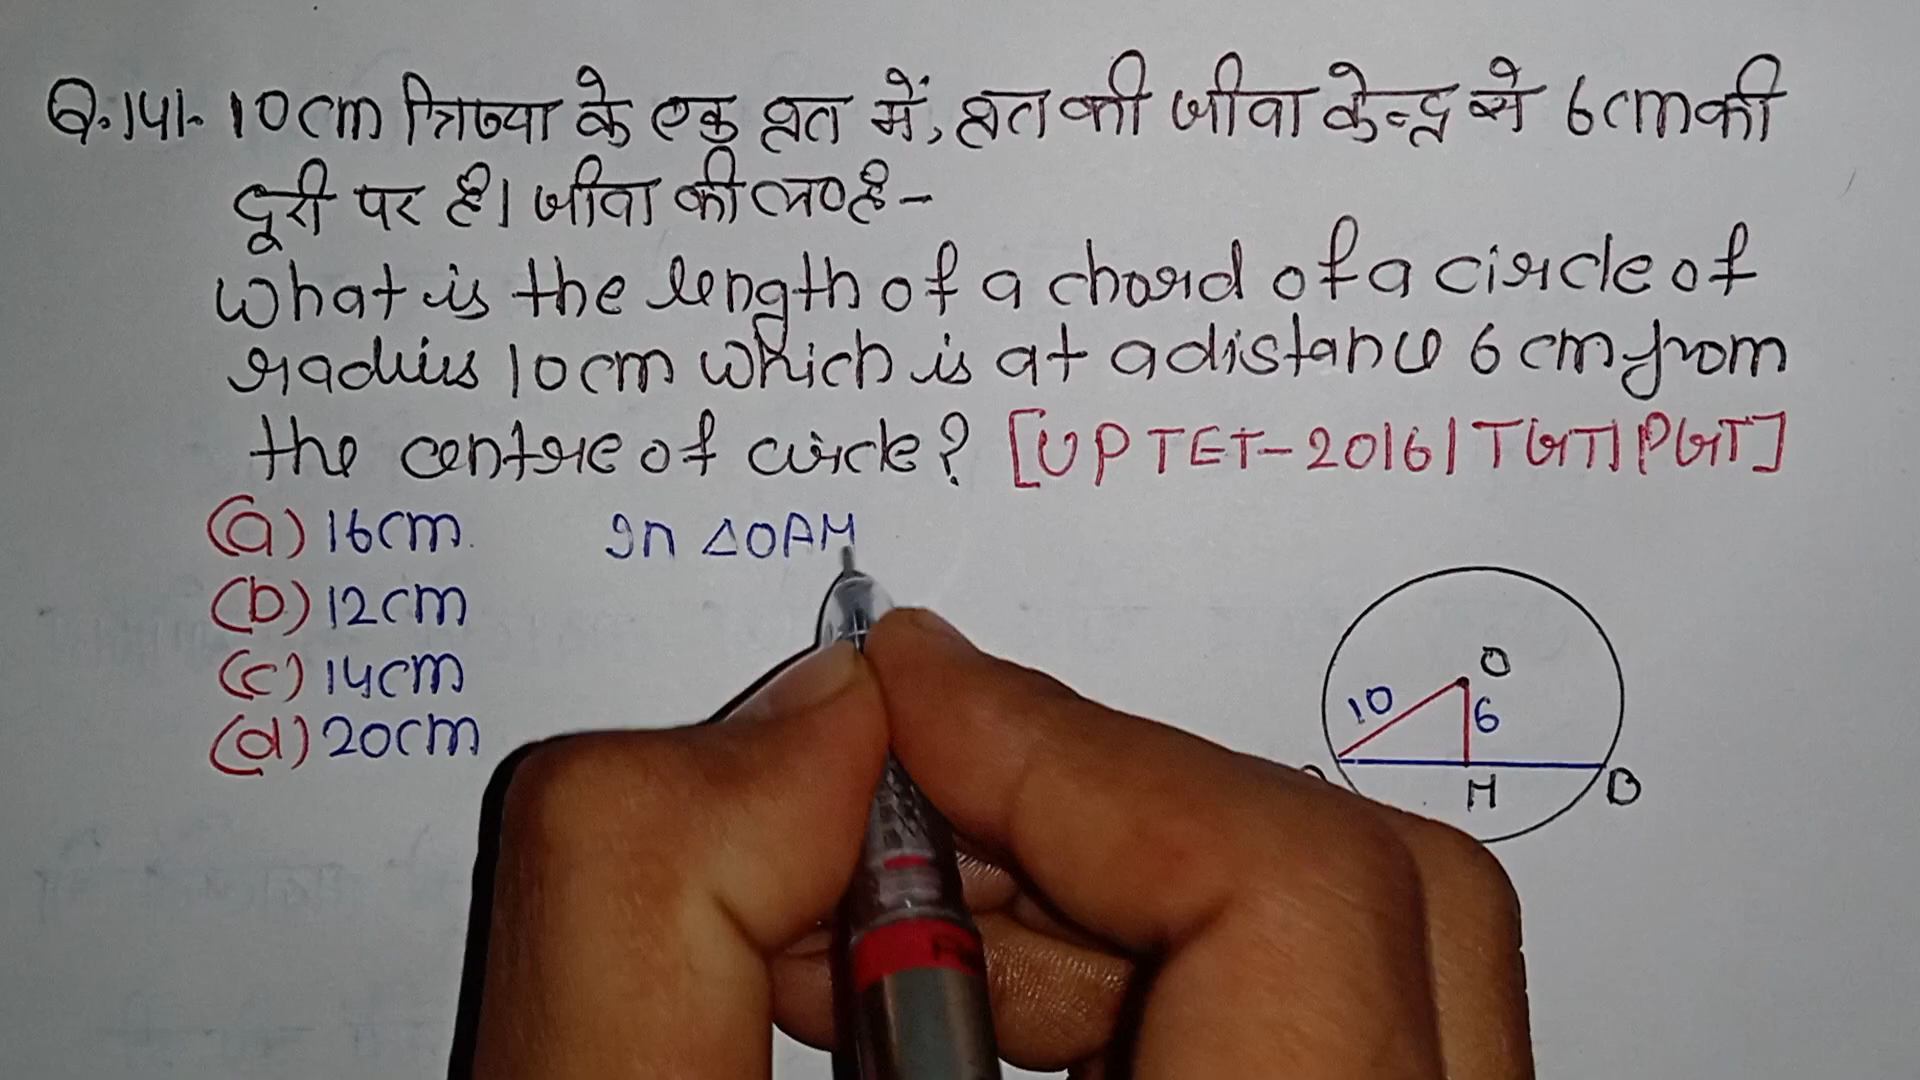 Q.141. 10cm त्रिज्या के एक वृत्त में, वृत्त की जीवा केन्द्र से 6cm की
दूरी पर है। जीवा की ल० है-
What is the length of a chord of a circle of
radius 10cm which is at a distance 6cm from
the centre of circle? [UPTET-2016|TGT|PGT]
(a) 16cm In △OAM
(b) 12cm
(c) 14cm
(d) 20cm
O
10 6
M B